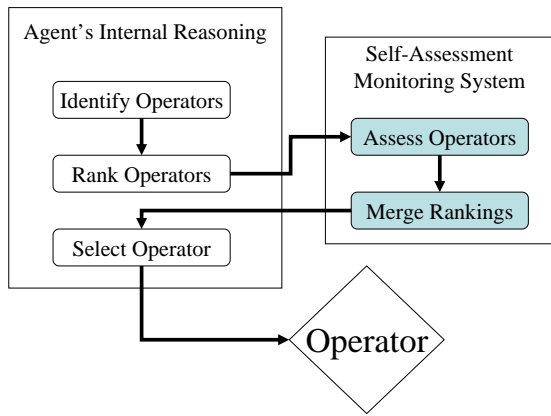 Agent's Internal Reasoning
Identify Operators
Rank Operators
Select Operator
Self-Assessment
Monitoring System
Assess Operators
Merge Rankings
Operator